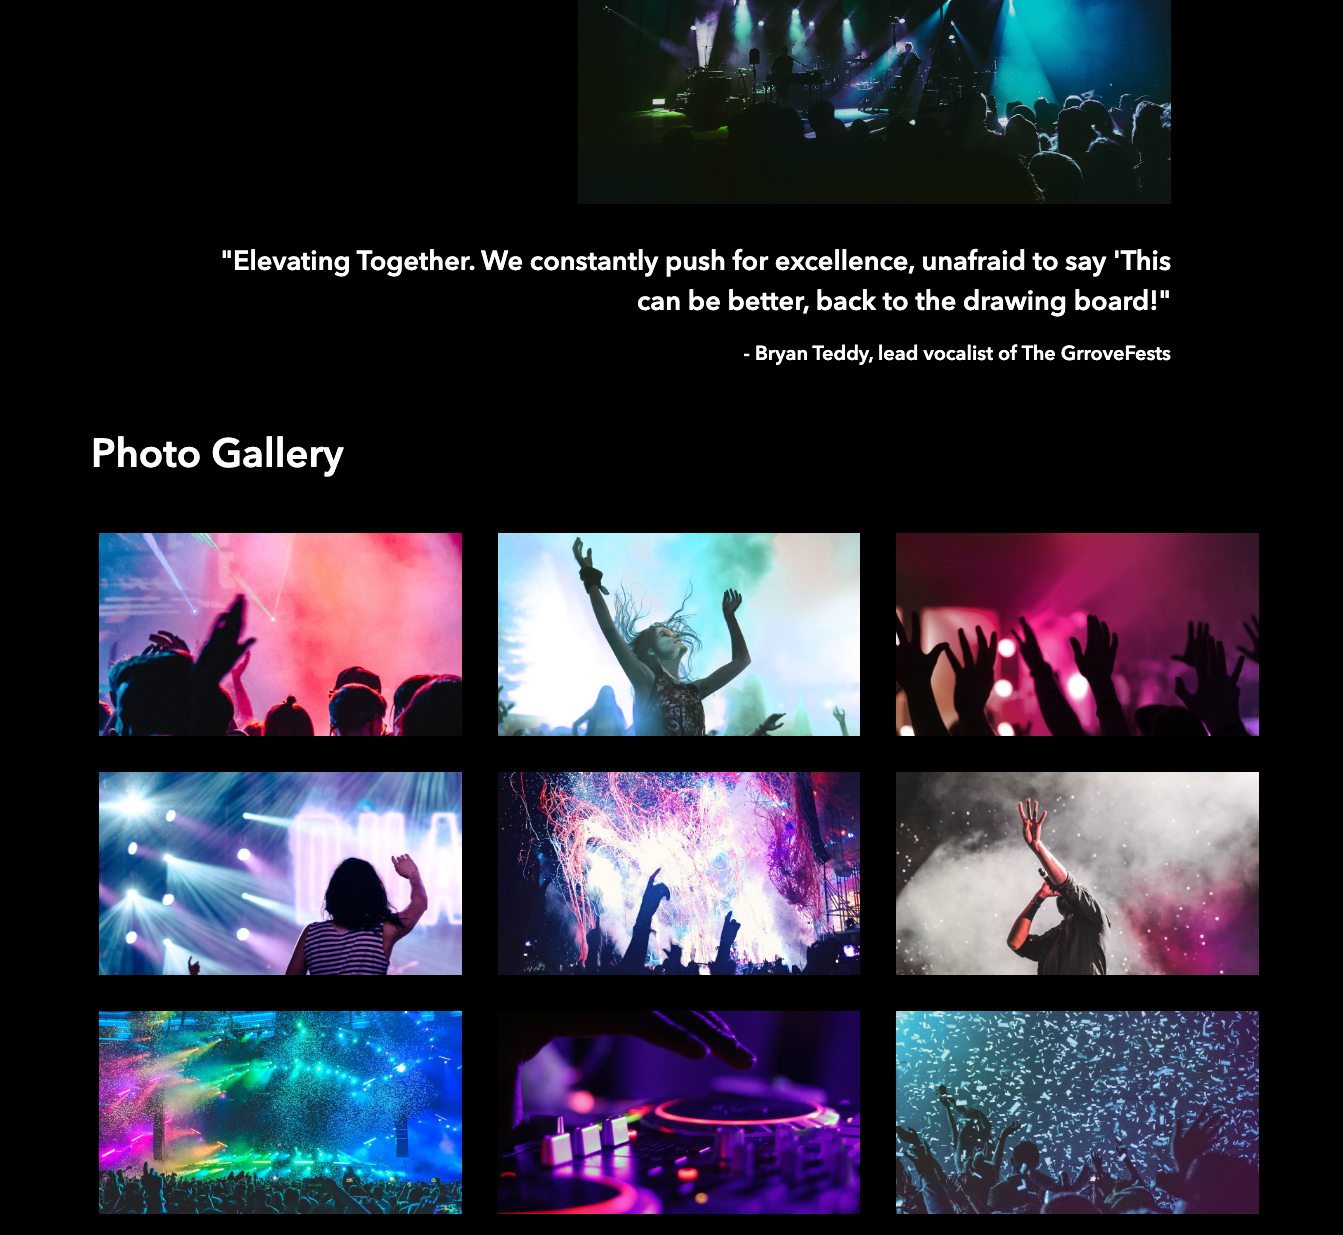 "Elevating Together. We constantly push for excellence, unafraid to say 'This
can be better, back to the drawing board!"
- Bryan Teddy, lead vocalist of The GrroveFests
Photo Gallery